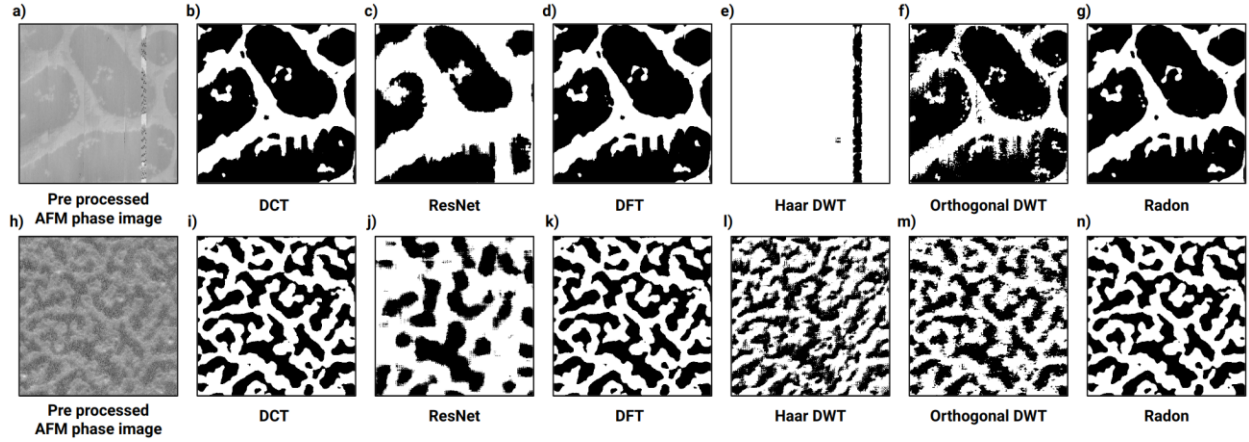 a) b) c) d) e) f) g)
Pre processed
AFM phase image
DCT ResNet DFT Haar DWT Orthogonal DWT Radon
h) i) j) k) l) m) n)
Pre processed
AFM phase image
DCT ResNet DFT Haar DWT Orthogonal DWT Radon